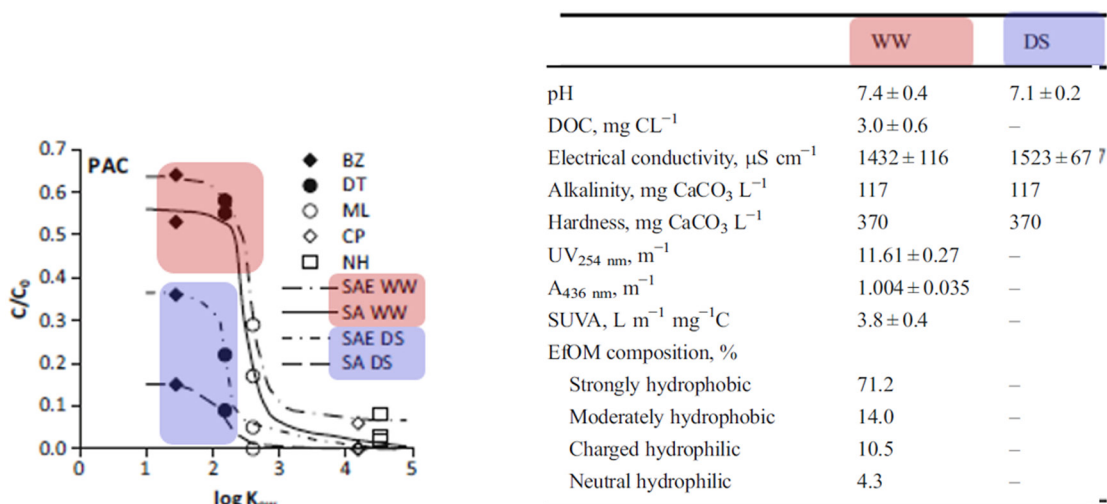 0.7
PAC
0.6
0.5
0.4
0.3
0.2
0.1
0.0
C/C₀
0 1 2 3 4 5
BZ
DT
ML
CP
NH
SAE WW
SA WW
SAE DS
SA DS
WW DS
pH 7.4 ± 0.4 7.1 ± 0.2
DOC, mg CL⁻¹ 3.0 ± 0.6 –
Electrical conductivity, µS cm⁻¹ 1432 ± 116 1523 ± 67
Alkalinity, mg CaCO₃ L⁻¹ 117 117
Hardness, mg CaCO₃ L⁻¹ 370 370
UV₂₅₄ ₙₘ, m⁻¹ 11.61 ± 0.27 –
A₄₃₆ ₙₘ, m⁻¹ 1.004 ± 0.035 –
SUVA, L m⁻¹ mg⁻¹C 3.8 ± 0.4 –
EfOM composition, %
Strongly hydrophobic 71.2 –
Moderately hydrophobic 14.0 –
Charged hydrophilic 10.5 –
Neutral hydrophilic 4.3 –